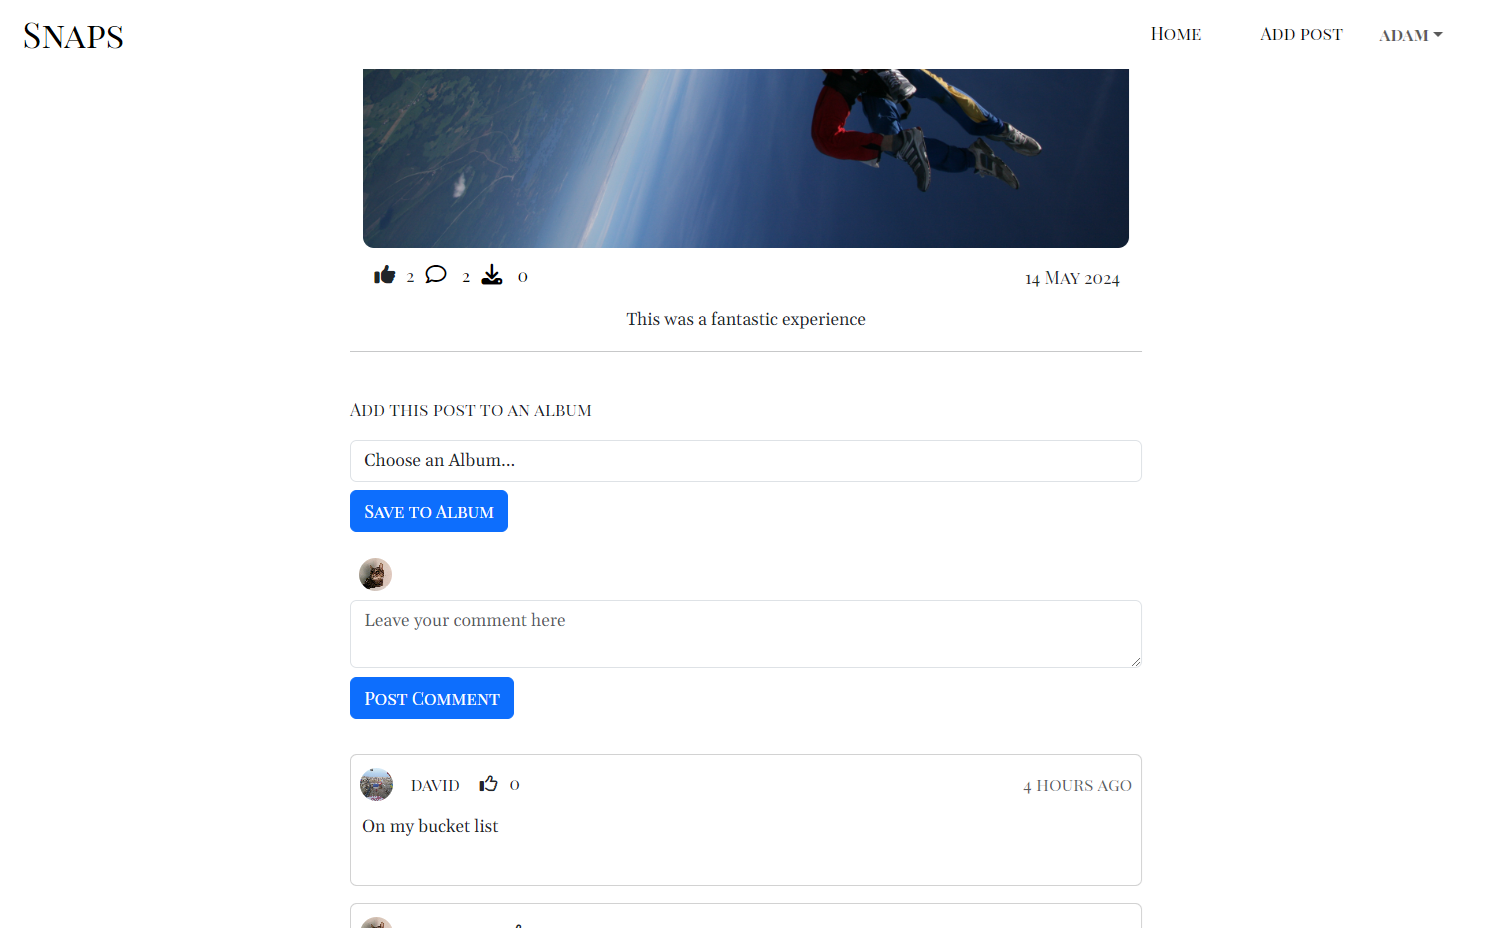 Snaps
Home Add post adam
2 2 0 14 May 2024
This was a fantastic experience
Add this post to an album
Choose an Album...
Save to Album
Leave your comment here
Post Comment
david 0 4 hours ago
On my bucket list